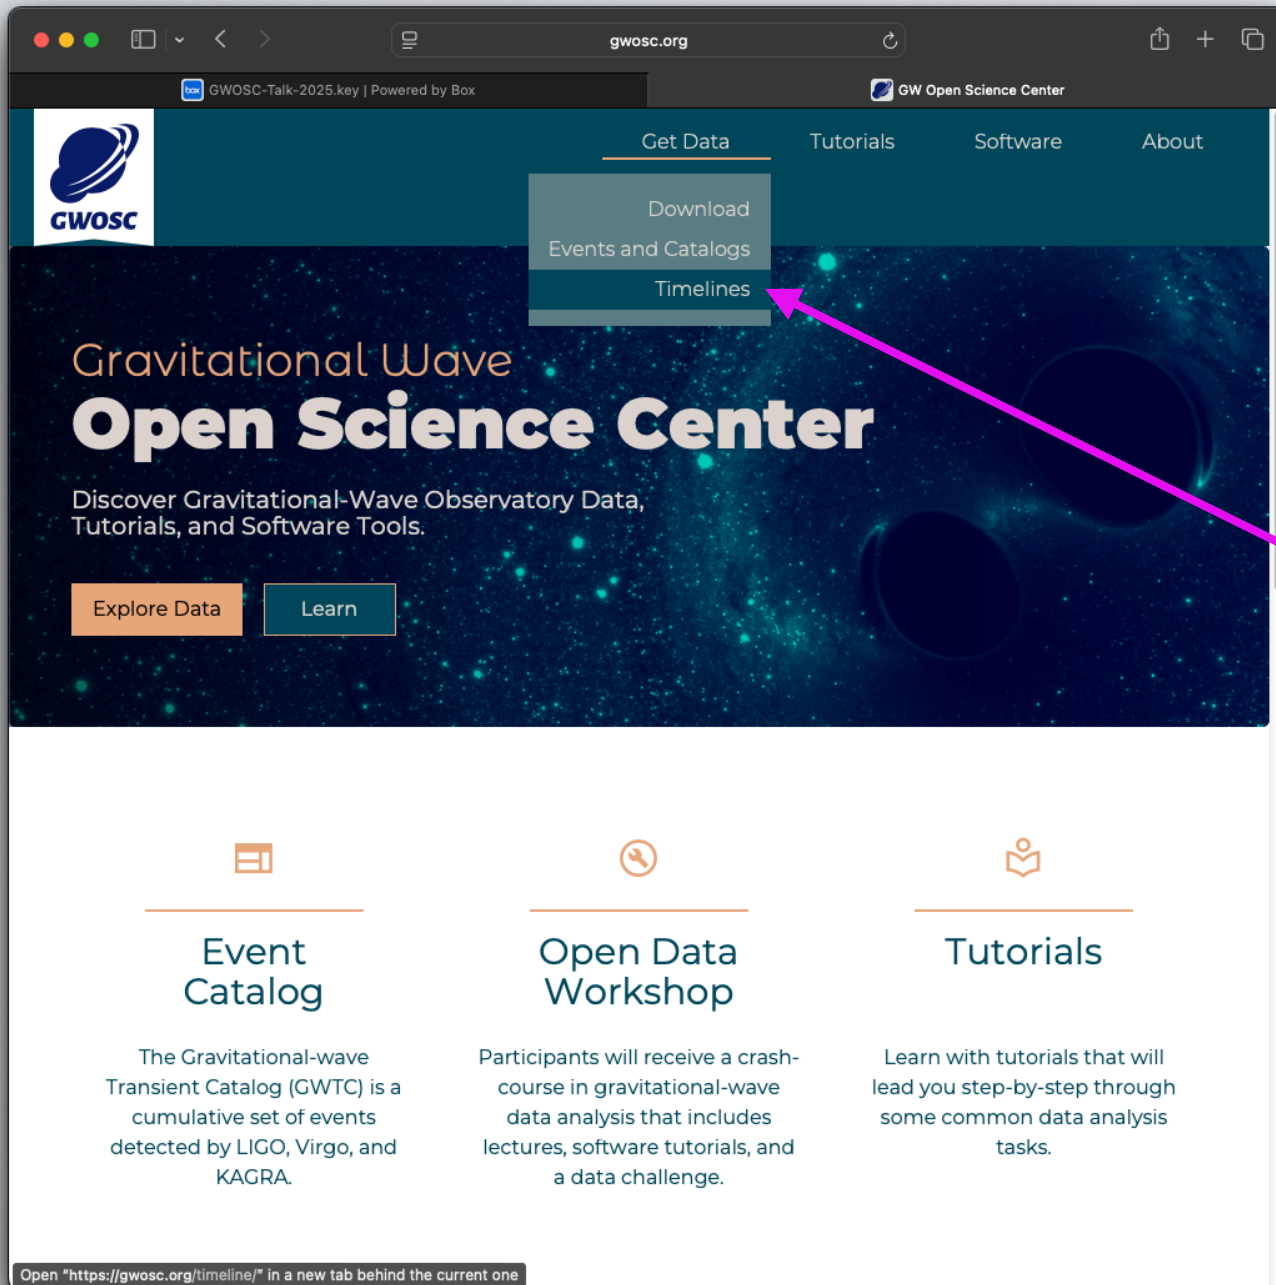 gwosc.org
box GWOSC-Talk-2025.key | Powered by Box
GW Open Science Center
GWOSC
Get Data Tutorials Software About
Download
Events and Catalogs
Timelines
Gravitational Wave
Open Science Center
Discover Gravitational-Wave Observatory Data,
Tutorials, and Software Tools.
Explore Data Learn
Event
Catalog
The Gravitational-wave
Transient Catalog (GWTC) is a
cumulative set of events
detected by LIGO, Virgo, and
KAGRA.
Open Data
Workshop
Participants will receive a crash-
course in gravitational-wave
data analysis that includes
lectures, software tutorials, and
a data challenge.
Tutorials
Learn with tutorials that will
lead you step-by-step through
some common data analysis
tasks.
Open "https://gwosc.org/timeline/" in a new tab behind the current one